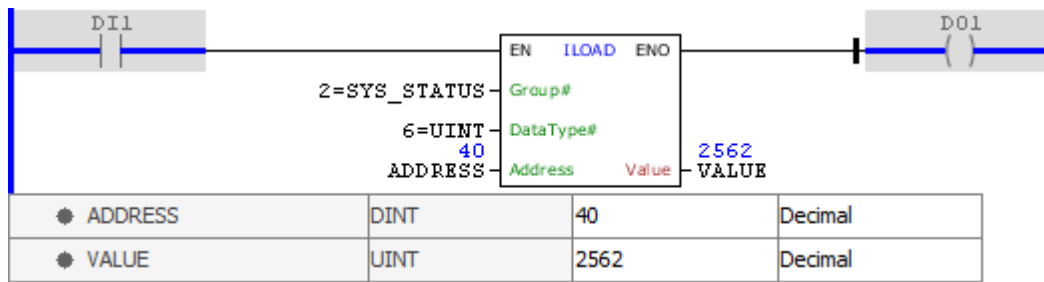 DI1 DO1
EN ILOAD ENO
2=SYS_STATUS Group#
6=UINT DataType#
40 2562
ADDRESS Address Value VALUE
ADDRESS DINT 40 Decimal
VALUE UINT 2562 Decimal